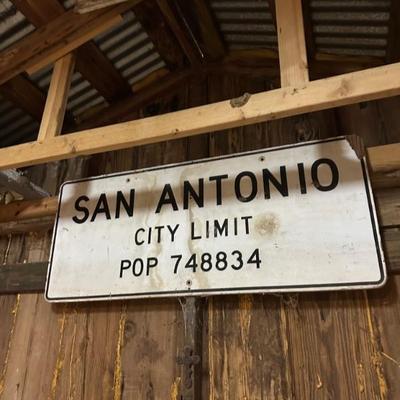 SAN ANTONIO
CITY LIMIT
POP 748834